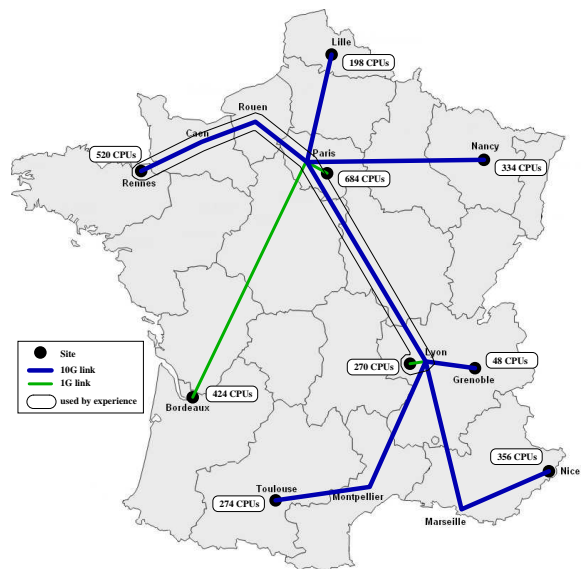 Lille
198 CPUs
Rouen
Caen
Paris
Nancy
520 CPUs
334 CPUs
Rennes
684 CPUs
Site
10G link
1G link
used by experience
Lyon
270 CPUs
48 CPUs
Grenoble
424 CPUs
Bordeaux
356 CPUs
Nice
Toulouse
274 CPUs
Montpellier
Marseille